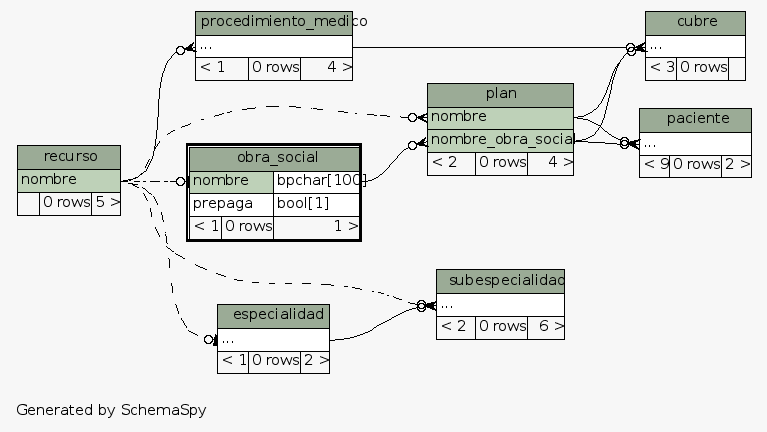 procedimiento_medico
...
< 1 0 rows 4 >
cubre
...
< 3 0 rows
plan
nombre
nombre_obra_social
< 2 0 rows 4 >
paciente
...
< 9 0 rows 2 >
recurso
nombre
0 rows 5 >
obra_social
nombre bpchar[100]
prepaga bool[1]
< 1 0 rows 1 >
subespecialidad
...
< 2 0 rows 6 >
especialidad
...
< 1 0 rows 2 >
Generated by SchemaSpy